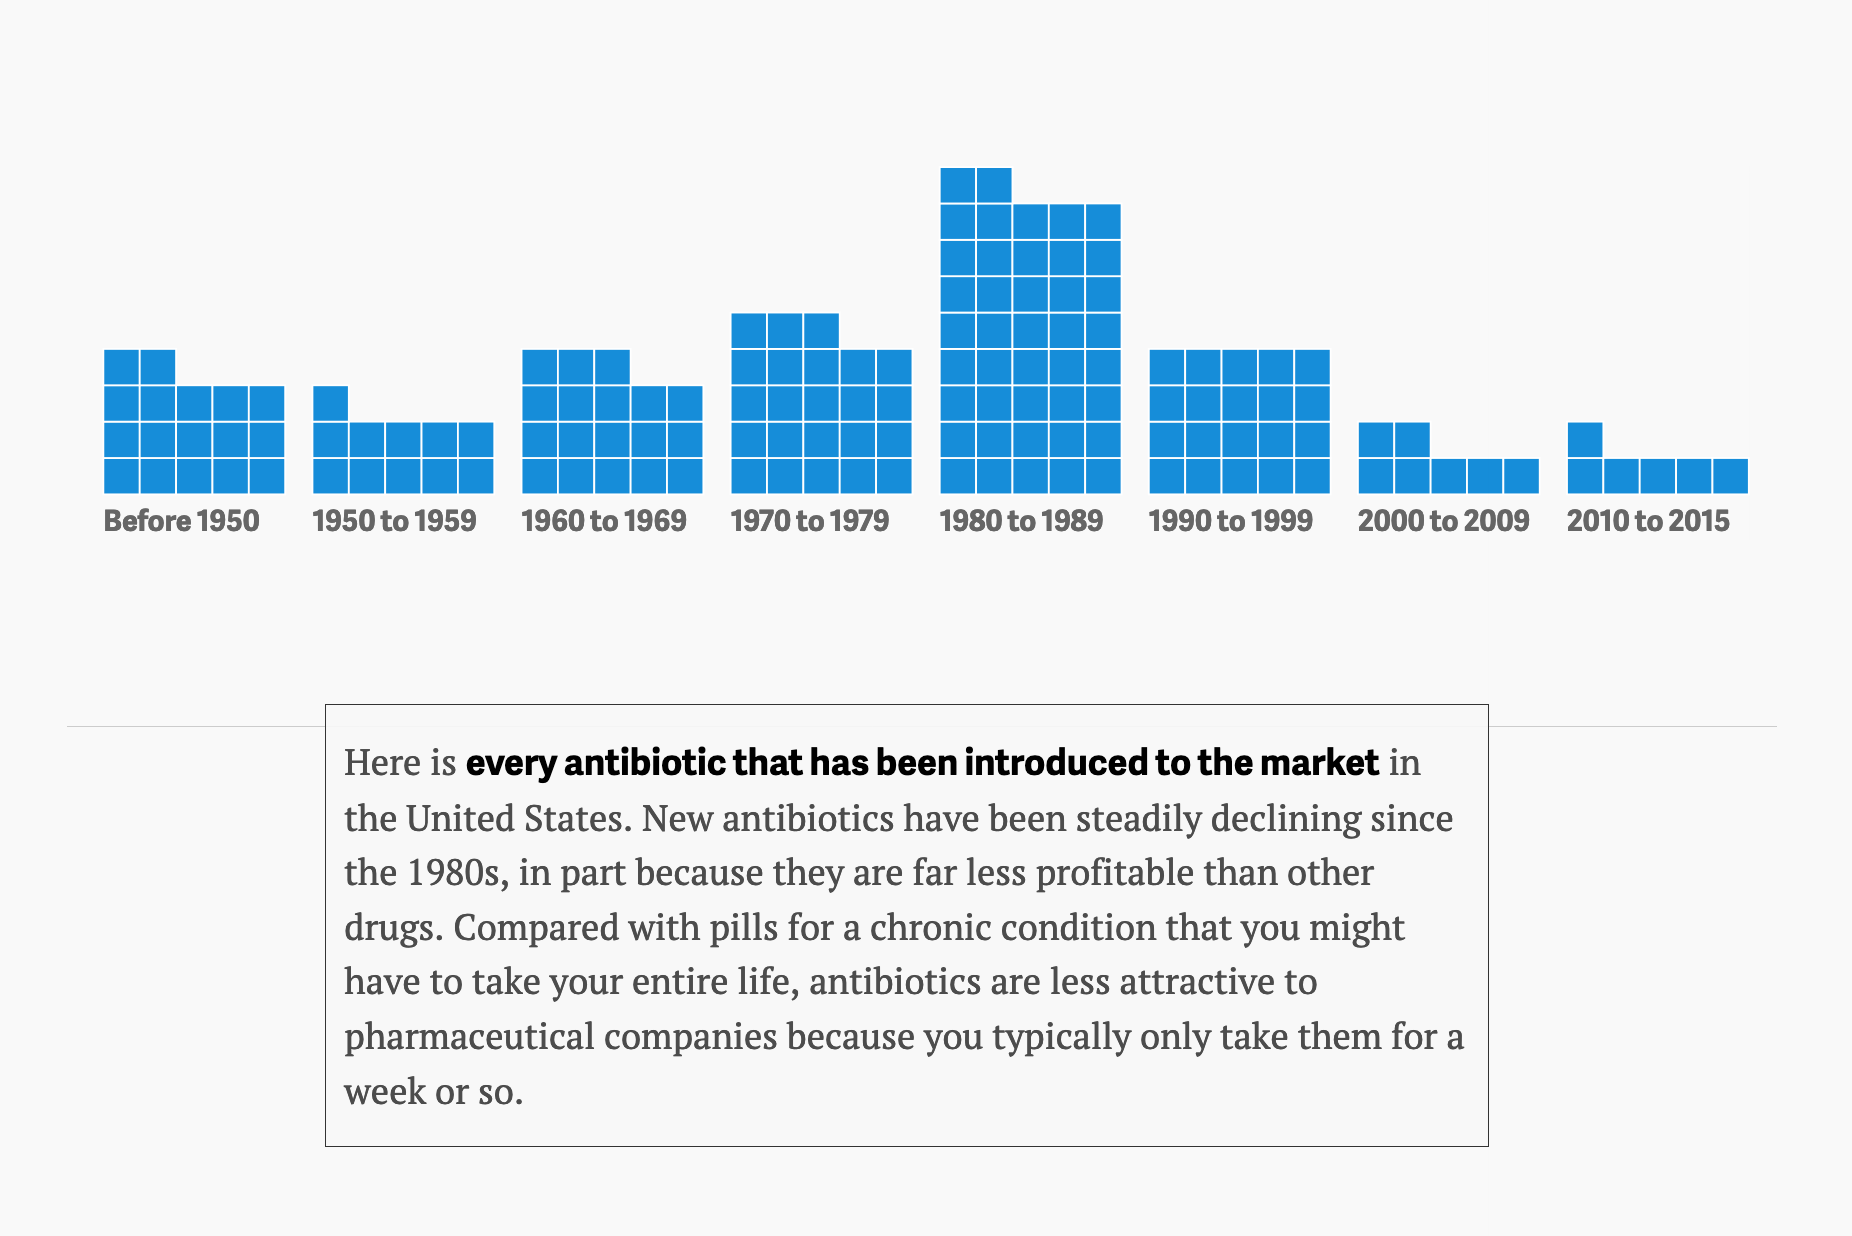 Before 1950
1950 to 1959
1960 to 1969
1970 to 1979
1980 to 1989
1990 to 1999
2000 to 2009
2010 to 2015
Here is every antibiotic that has been introduced to the market in
the United States. New antibiotics have been steadily declining since
the 1980s, in part because they are far less profitable than other
drugs. Compared with pills for a chronic condition that you might
have to take your entire life, antibiotics are less attractive to
pharmaceutical companies because you typically only take them for a
week or so.